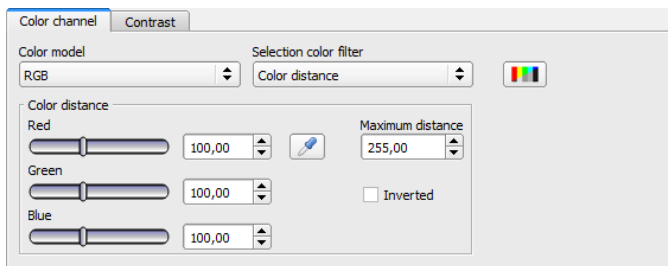 Color channel Contrast
Color model Selection color filter
RGB Color distance
Color distance
Red Maximum distance
100,00 255,00
Green
100,00 Inverted
Blue
100,00